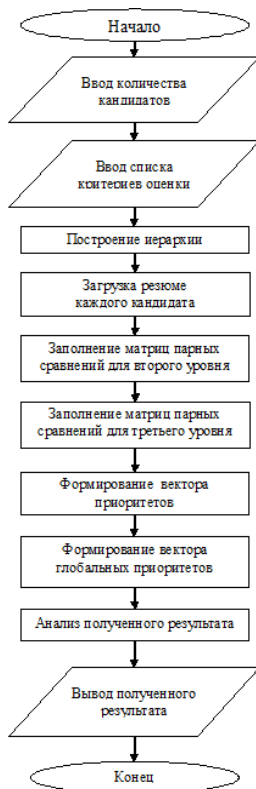 Начало
Ввод количества
кандидатов
Ввод списка
критериев оценки
Построение иерархии
Загрузка резюме
каждого кандидата
Заполнение матриц парных
сравнений для второго уровня
Заполнение матриц парных
сравнений для третьего уровня
Формирование вектора
приоритетов
Формирование вектора
глобальных приоритетов
Анализ полученного результата
Вывод полученного
результата
Конец